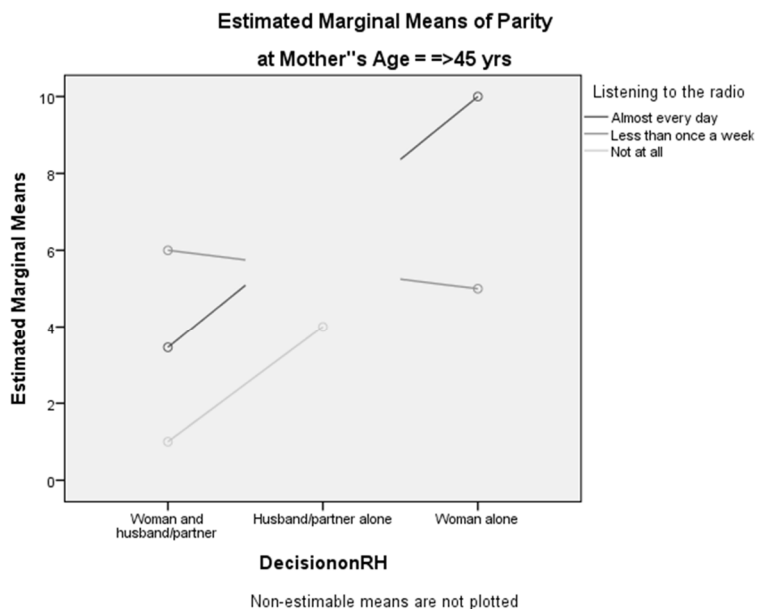 Estimated Marginal Means of Parity
at Mother"s Age = =>45 yrs
Listening to the radio
Almost every day
Less than once a week
Not at all
Estimated Marginal Means
10
8
6
4
2
0
Woman and
husband/partner
Husband/partner alone
Woman alone
DecisiononRH
Non-estimable means are not plotted